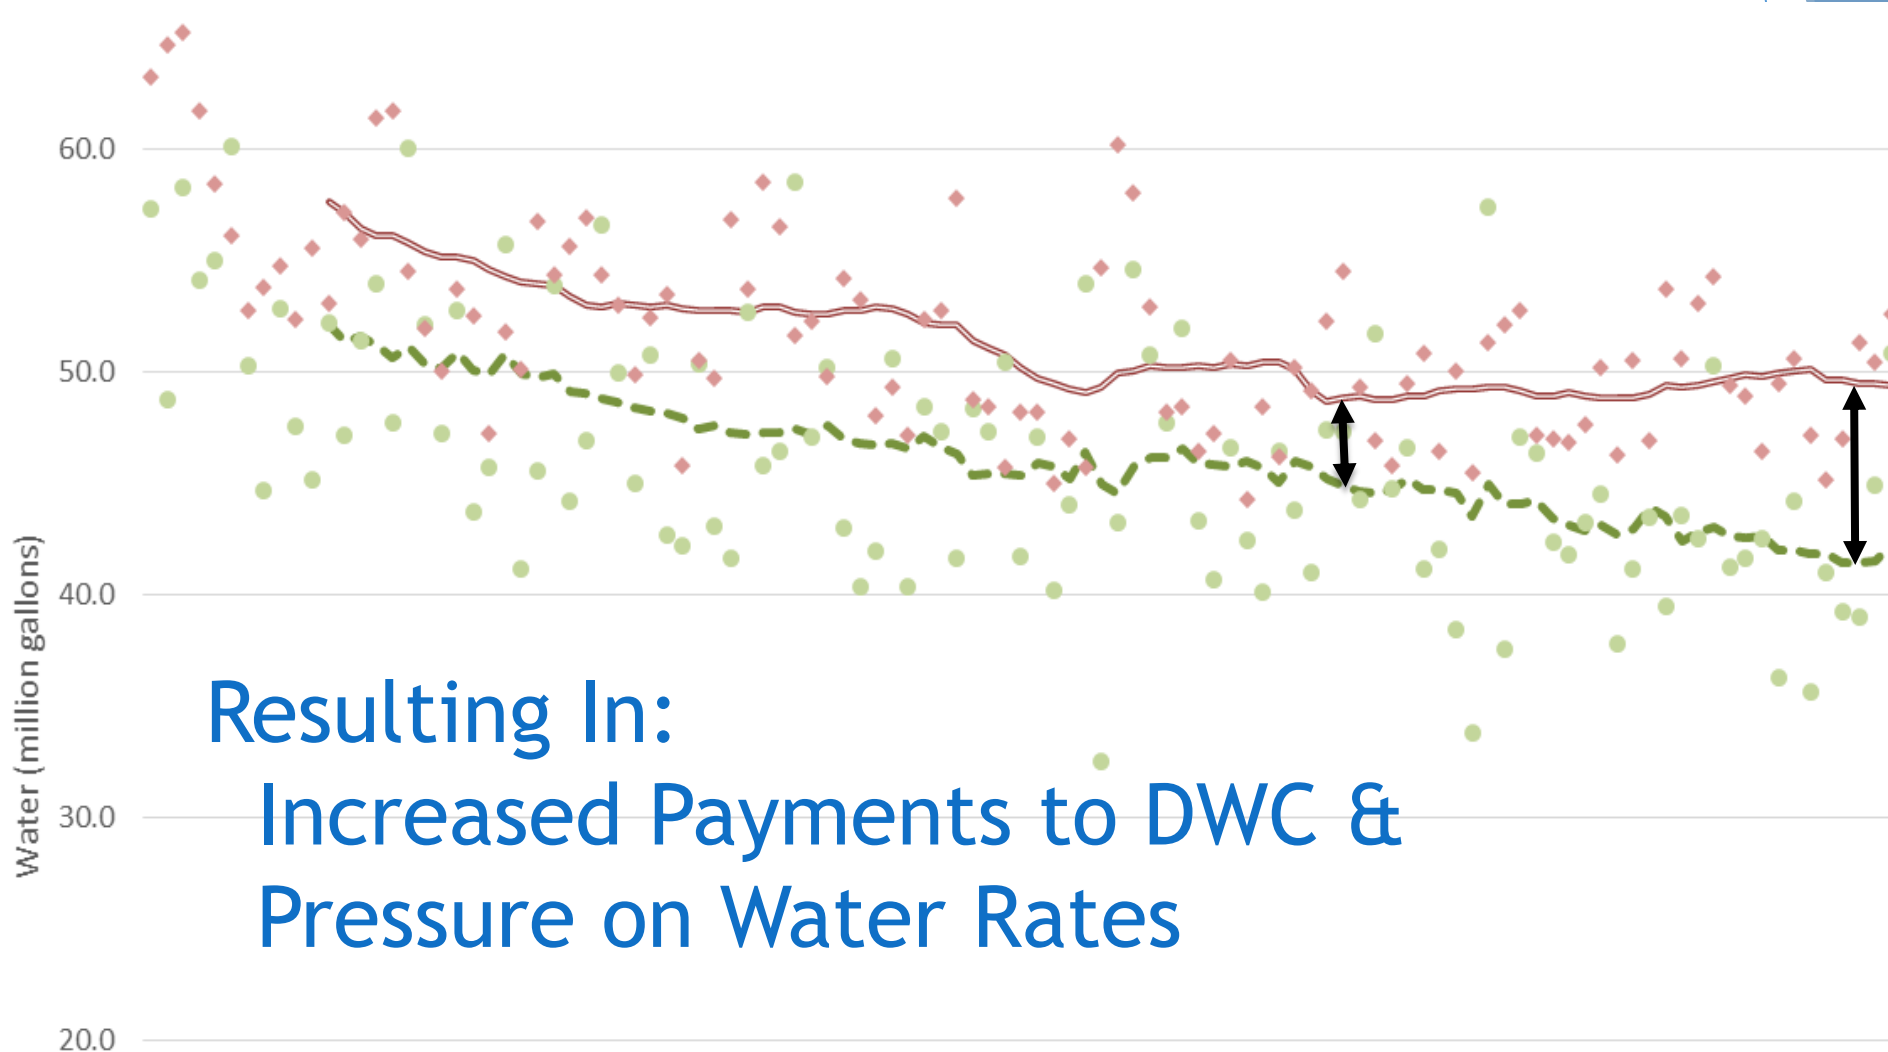 60.0
50.0
40.0
30.0
20.0
Water (million gallons)
Resulting In:
Increased Payments to DWC &
Pressure on Water Rates